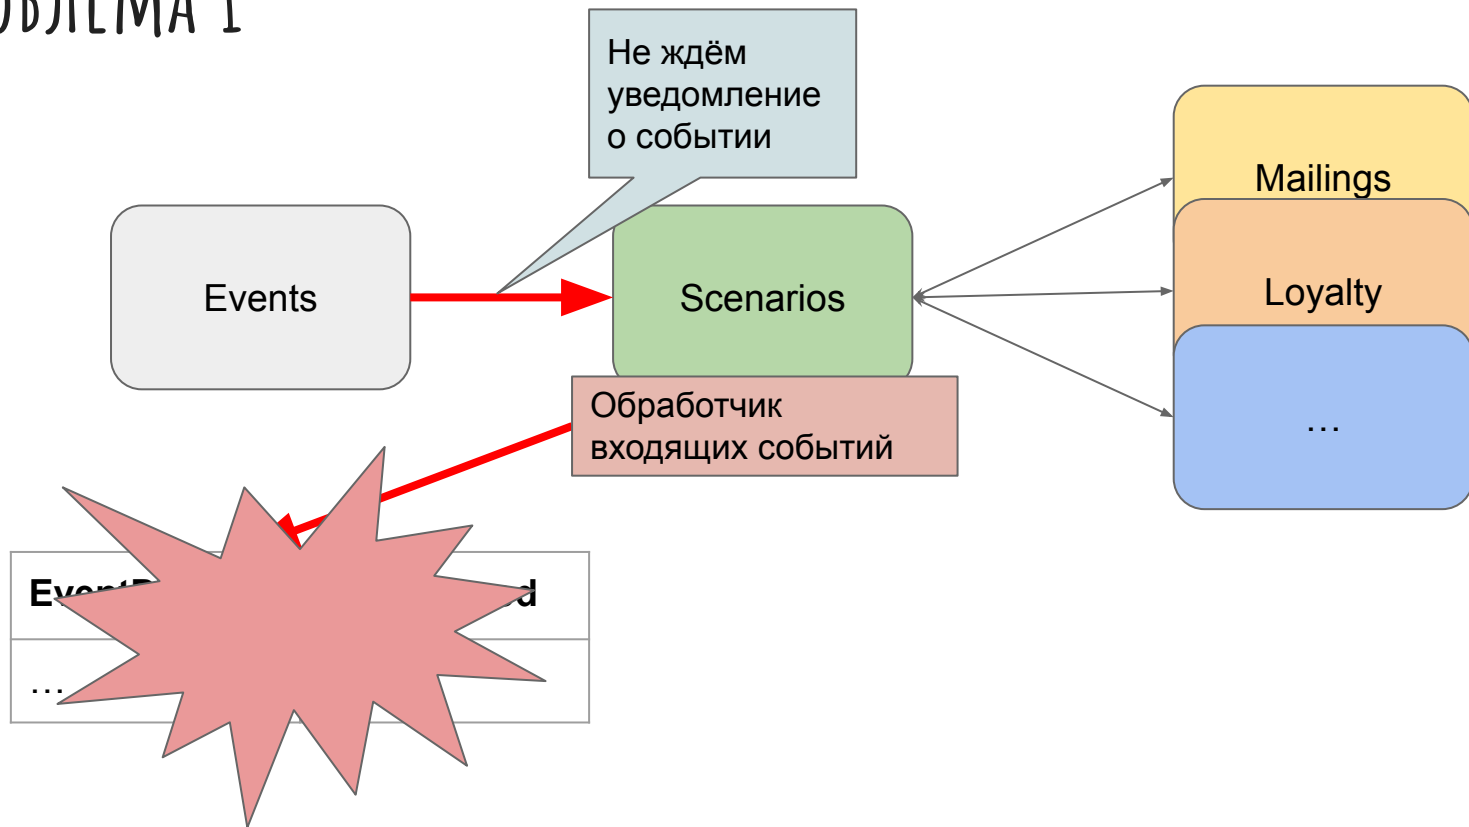 Не ждём
уведомление
о событии
Mailings
Events
Scenarios
Loyalty
Обработчик
входящих событий
…
…